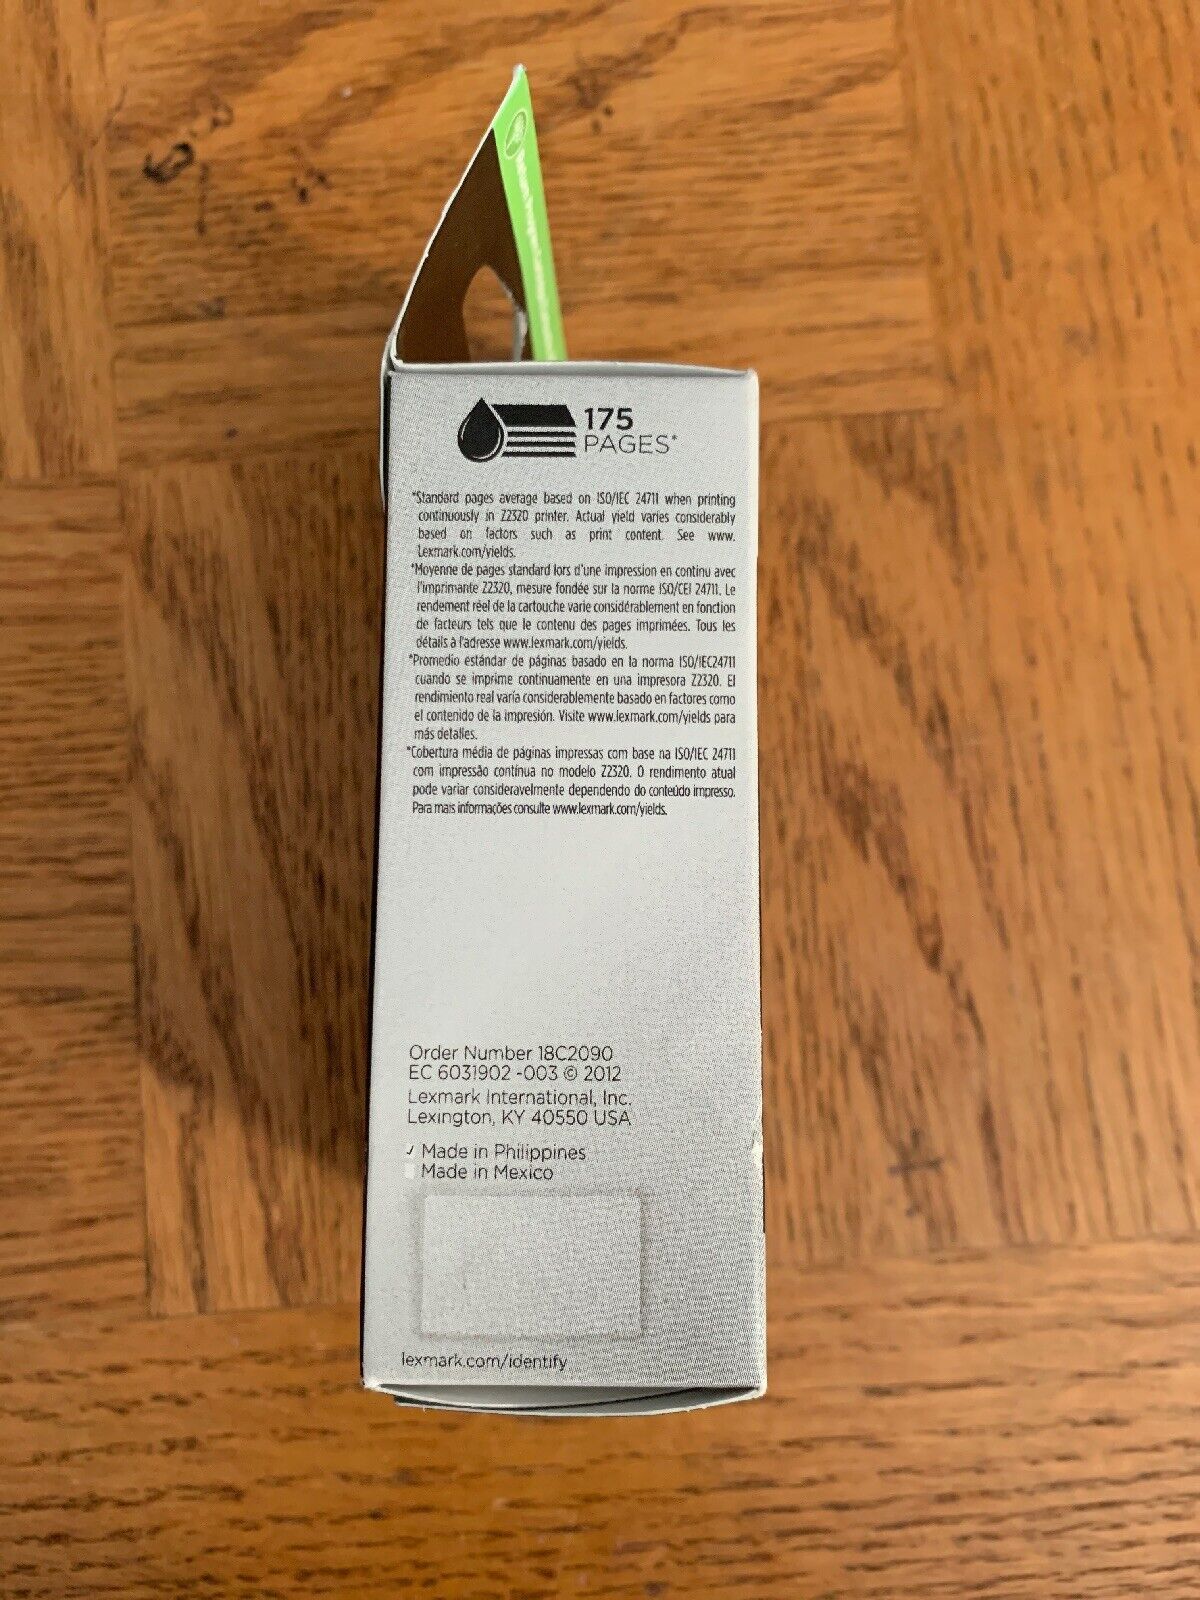 175
PAGES*
*Standard pages average based on ISO/IEC 24711 when printing
continuously in Z2320 printer. Actual yield varies considerably
based on factors such as print content. See www.
Lexmark.com/yields.
*Moyenne de pages standard lors d'une impression en continu avec
l'imprimante Z2320, mesure fondée sur la norme ISO/CEI 24711. Le
rendement réel de la cartouche varie considérablement en fonction
de facteurs tels que le contenu des pages imprimées. Tous les
détails à l'adresse www.lexmark.com/yields.
*Promedio estándar de páginas basado en la norma ISO/IEC24711
cuando se imprime continuamente en una impresora Z2320. El
rendimiento real varía considerablemente basado en factores como
el contenido de la impresión. Visite www.lexmark.com/yields para
más detalles.
*Cobertura média de páginas impressas com base na ISO/IEC 24711
com impressão contínua no modelo Z2320. O rendimento atual
pode variar consideravelmente dependendo do conteúdo impresso.
Para mais informações consulte www.lexmark.com/yields.
Order Number 18C2090
EC 6031902 -003 © 2012
Lexmark International, Inc.
Lexington, KY 40550 USA
✓ Made in Philippines
Made in Mexico
lexmark.com/identify